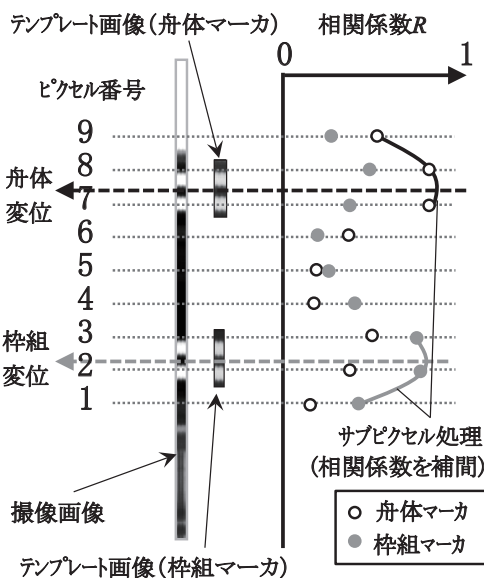 テンプレート画像(舟体マーカ)
相関係数R
0
1
ピクセル番号
9
8
7
6
5
4
3
2
1
舟体
変位
枠組
変位
サブピクセル処理
(相関係数を補間)
撮像画像
舟体マーカ
枠組マーカ
テンプレート画像(枠組マーカ)